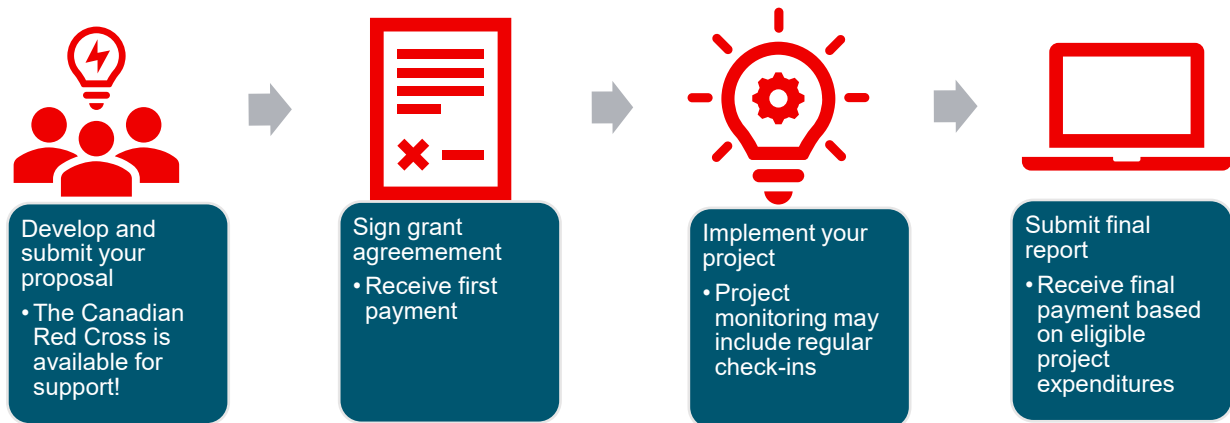 Develop and
submit your
proposal
• The Canadian
Red Cross is
available for
support!
Sign grant
agreemement
• Receive first
payment
Implement your
project
• Project
monitoring may
include regular
check-ins
Submit final
report
• Receive final
payment based
on eligible
project
expenditures